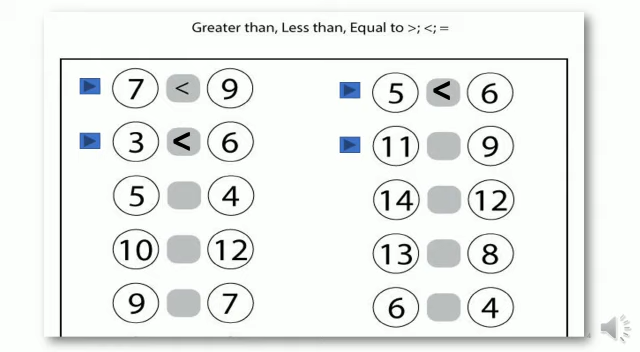 Greater than, Less than, Equal to >; <; =
7 < 9
5 < 6
3 < 6
11 9
5 4
14 12
10 12
13 8
9 7
6 4